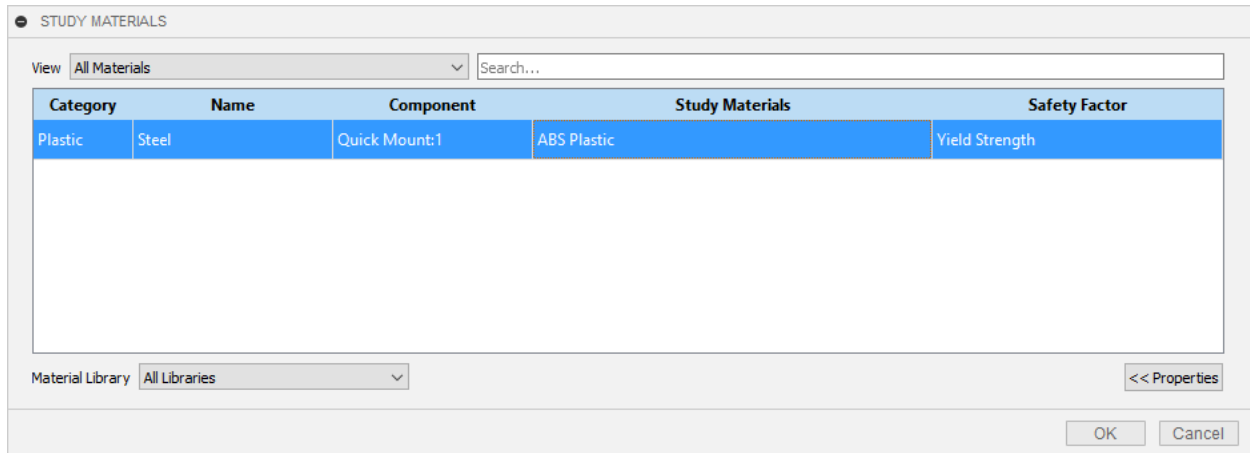 STUDY MATERIALS
View All Materials Search...
Category Name Component Study Materials Safety Factor
Plastic Steel Quick Mount:1 ABS Plastic Yield Strength
Material Library All Libraries << Properties
OK Cancel